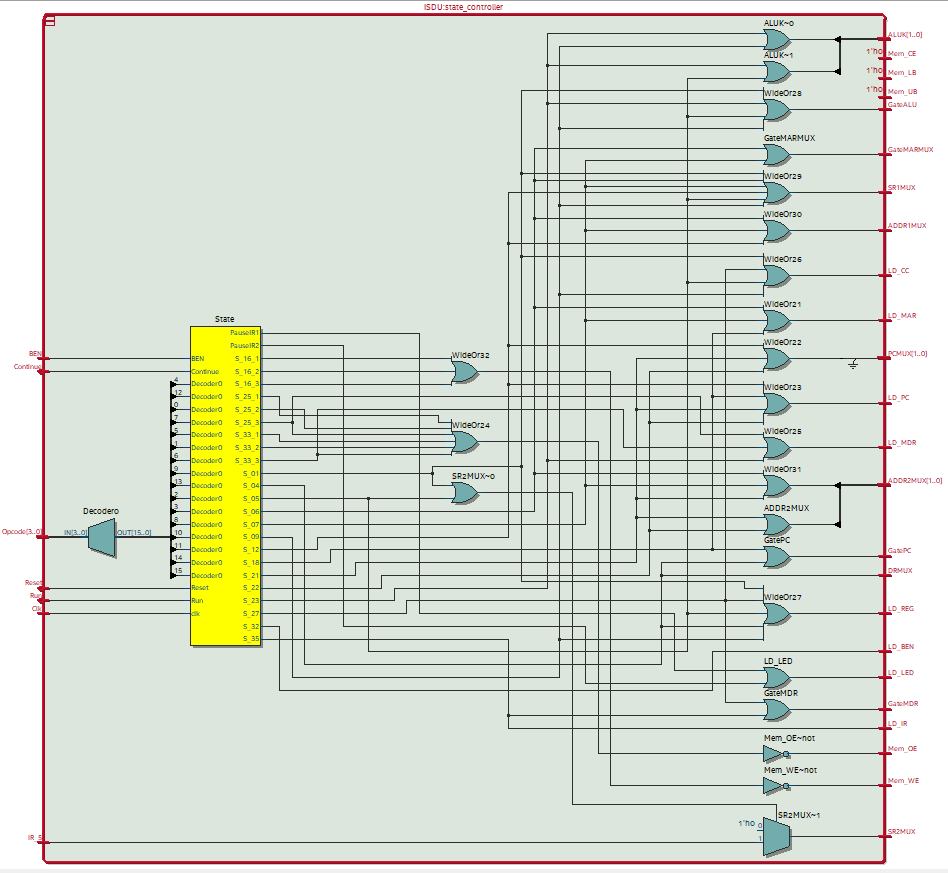 ISDU:state_controller
ALUK~0
ALUK[1..0]
1'h0 Mem_CE
ALUK~1
1'h0 Mem_LB
WideOr28
1'h0 Mem_UB
GateALU
GateMARMUX
GateMARMUX
WideOr29
SR1MUX
WideOr30
ADDR1MUX
WideOr26
LD_CC
WideOr21
LD_MAR
WideOr22
PCMUX[1..0]
WideOr23
LD_PC
WideOr25
LD_MDR
WideOr31
ADDR2MUX[1..0]
ADDR2MUX
GatePC
GatePC
DRMUX
WideOr27
LD_REG
LD_BEN
LD_LED
LD_LED
GateMDR
GateMDR
LD_IR
Mem_OE~not
Mem_OE
Mem_WE~not
Mem_WE
SR2MUX~1
1'h0 0
1
SR2MUX
WideOr32
WideOr24
SR2MUX~0
State
PauseIR1
PauseIR2
BEN BEN S_16_1
Continue Continue S_16_2
4 Decoder0 S_16_3
12 Decoder0 S_25_1
0 Decoder0 S_25_2
7 Decoder0 S_25_3
5 Decoder0 S_33_1
1 Decoder0 S_33_2
6 Decoder0 S_33_3
9 Decoder0 S_01
13 Decoder0 S_04
2 Decoder0 S_05
3 Decoder0 S_06
8 Decoder0 S_07
10 Decoder0 S_09
11 Decoder0 S_12
14 Decoder0 S_18
15 Decoder0 S_21
Reset Reset S_22
Run Run S_23
Clk clk S_27
S_32
S_35
Decoder0
Opcode[3..0] IN[3..0] OUT[15..0]
IR_5